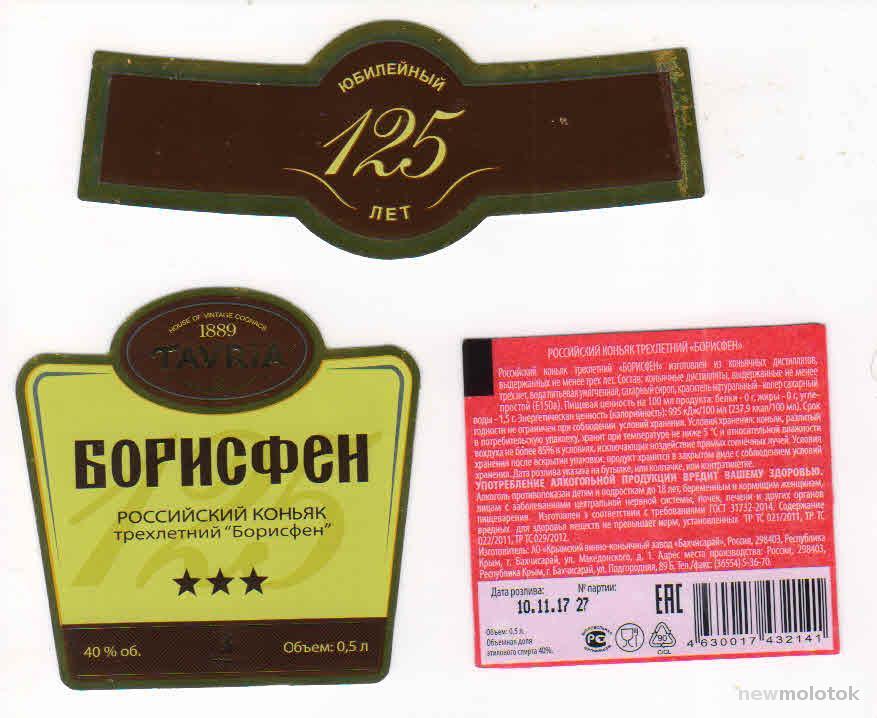 ЮБИЛЕЙНЫЙ
125
ЛЕТ
HOUSE OF VINTAGE COGNACS
1889
TAVRIA
БОРИСФЕН
РОССИЙСКИЙ КОНЬЯК
трехлетний "Борисфен"
40 % об.
Объем: 0,5 л
РОССИЙСКИЙ КОНЬЯК ТРЕХЛЕТНИЙ «БОРИСФЕН»
Российский коньяк трехлетний «БОРИСФЕН» изготовлен из коньячных дистиллятов,
выдержанных не менее трех лет. Состав: коньячные дистилляты, выдержанные не менее
трех лет, вода питьевая умягченная, сахарный сироп, краситель натуральный - колер сахарный
простой (Е150а). Пищевая ценность на 100 мл продукта: белки - 0 г, жиры - 0 г, угле-
воды - 1,5 г. Энергетическая ценность (калорийность): 995 кДж/100 мл (237,9 ккал/100 мл). Срок
годности не ограничен при соблюдении условий хранения. Условия хранения: коньяк, разлитый
в потребительскую упаковку, хранят при температуре не ниже 5 °С и относительной влажности
воздуха не более 85% в условиях, исключающих воздействие прямых солнечных лучей. Условия
хранения после вскрытия упаковки: продукт хранится в закрытом виде с соблюдением условий
хранения. Дата розлива указана на бутылке, или колпачке, или контрэтикетке.
УПОТРЕБЛЕНИЕ АЛКОГОЛЬНОЙ ПРОДУКЦИИ ВРЕДИТ ВАШЕМУ ЗДОРОВЬЮ.
Алкоголь противопоказан детям и подросткам до 18 лет, беременным и кормящим женщинам,
лицам с заболеваниями центральной нервной системы, почек, печени и других органов
пищеварения. Изготовлен в соответствии с требованиями ГОСТ 31732-2014. Содержание
вредных для здоровья веществ не превышает норм, установленных ТР ТС 021/2011, ТР ТС
022/2011, ТР ТС 029/2012.
Изготовитель: АО «Крымский винно-коньячный завод «Бахчисарай», Россия, 298403, Республика
Крым, г. Бахчисарай, ул. Македонского, д. 1. Адрес места производства: Россия, 298403,
Республика Крым, г. Бахчисарай, ул. Подгородняя, 89 Б. Тел./факс: (36554) 5-36-70.
Дата розлива: № партии:
10.11.17 27
EAC
Объем: 0,5 л.
Объемная доля
этилового спирта 40%.
90
C/GL
4 630017 432141
newmolotok